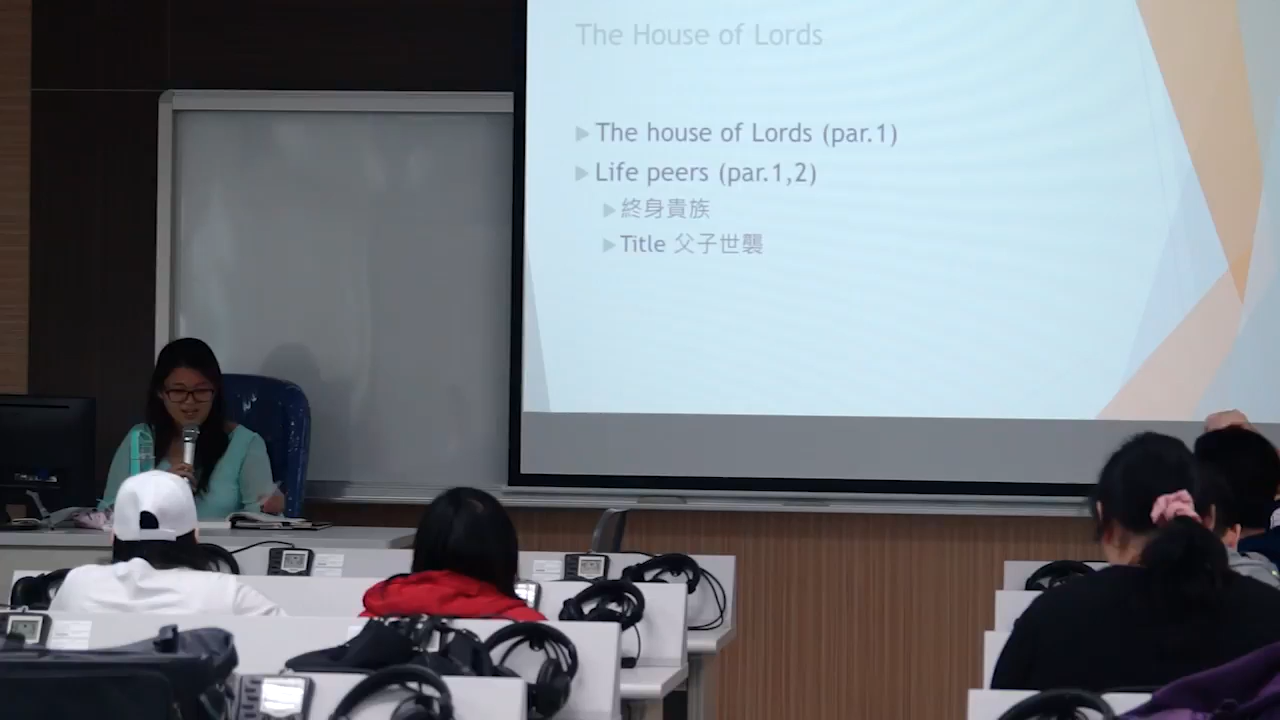 The House of Lords
The house of Lords (par.1)
Life peers (par.1,2)
終身貴族
Title 父子世襲